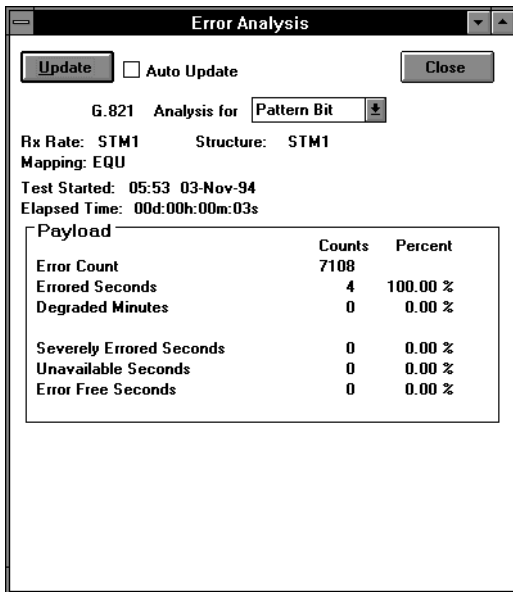 Error Analysis
Update Auto Update Close
G.821 Analysis for Pattern Bit
Rx Rate: STM1 Structure: STM1
Mapping: EQU
Test Started: 05:53 03-Nov-94
Elapsed Time: 00d:00h:00m:03s
Payload
Counts Percent
Error Count 7108
Errored Seconds 4 100.00 %
Degraded Minutes 0 0.00 %
Severely Errored Seconds 0 0.00 %
Unavailable Seconds 0 0.00 %
Error Free Seconds 0 0.00 %